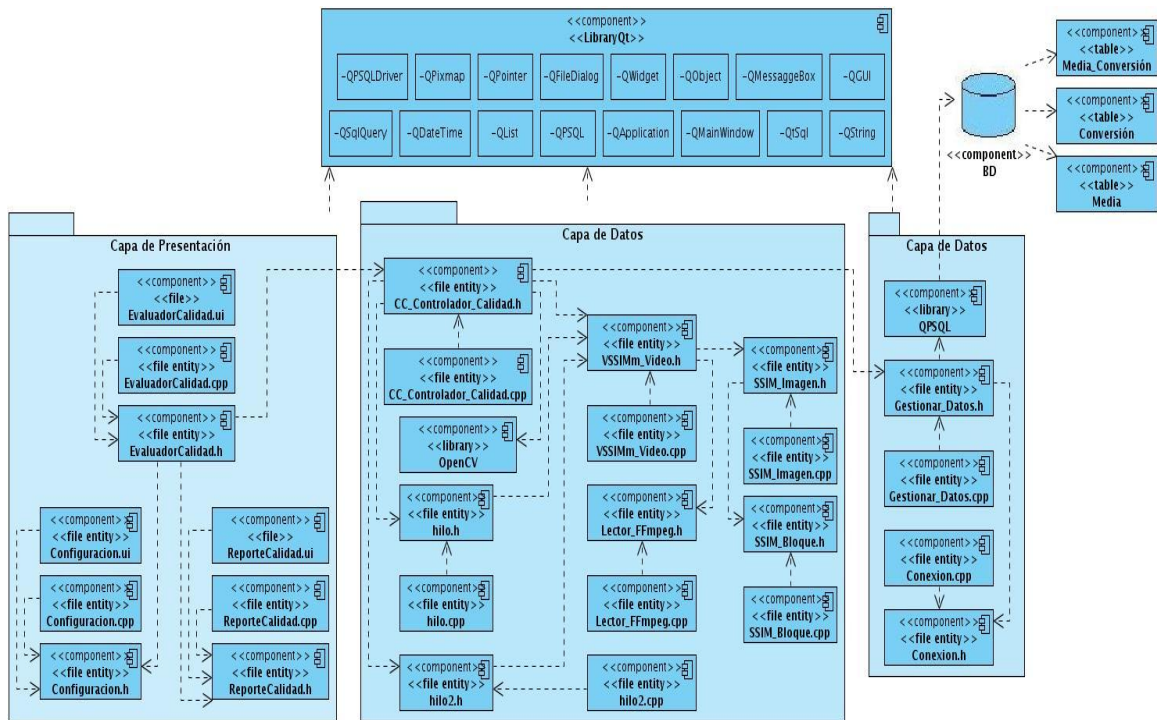 <<component>>
<<LibraryQt>>
-QPSQLDriver
-QPixmap
-QPointer
-QFileDialog
-QWidget
-QObject
-QMessaggeBox
-QGUI
-QSqlQuery
-QDateTime
-QList
-QPSQL
-QApplication
-QMainWindow
-QtSql
-QString
<<component>>
BD
<<component>>
<<table>>
Media_Conversión
<<component>>
<<table>>
Conversión
<<component>>
<<table>>
Media
Capa de Presentación
<<component>>
<<file>>
EvaluadorCalidad.ui
<<component>>
<<file entity>>
EvaluadorCalidad.cpp
<<component>>
<<file entity>>
EvaluadorCalidad.h
<<component>>
<<file entity>>
Configuracion.ui
<<component>>
<<file>>
ReporteCalidad.ui
<<component>>
<<file entity>>
Configuracion.cpp
<<component>>
<<file entity>>
ReporteCalidad.cpp
<<component>>
<<file entity>>
Configuracion.h
<<component>>
<<file entity>>
ReporteCalidad.h
Capa de Datos
<<component>>
<<file entity>>
CC_Controlador_Calidad.h
<<component>>
<<file entity>>
CC_Controlador_Calidad.cpp
<<component>>
<<library>>
OpenCV
<<component>>
<<file entity>>
hilo.h
<<component>>
<<file entity>>
hilo.cpp
<<component>>
<<file entity>>
hilo2.h
<<component>>
<<file entity>>
VSSIMm_Video.h
<<component>>
<<file entity>>
VSSIMm_Video.cpp
<<component>>
<<file entity>>
Lector_FFmpeg.h
<<component>>
<<file entity>>
Lector_FFmpeg.cpp
<<component>>
<<file entity>>
hilo2.cpp
<<component>>
<<file entity>>
SSIM_Imagen.h
<<component>>
<<file entity>>
SSIM_Imagen.cpp
<<component>>
<<file entity>>
SSIM_Bloque.h
<<component>>
<<file entity>>
SSIM_Bloque.cpp
Capa de Datos
<<component>>
<<library>>
QPSQL
<<component>>
<<file entity>>
Gestionar_Datos.h
<<component>>
<<file entity>>
Gestionar_Datos.cpp
<<component>>
<<file entity>>
Conexion.cpp
<<component>>
<<file entity>>
Conexion.h